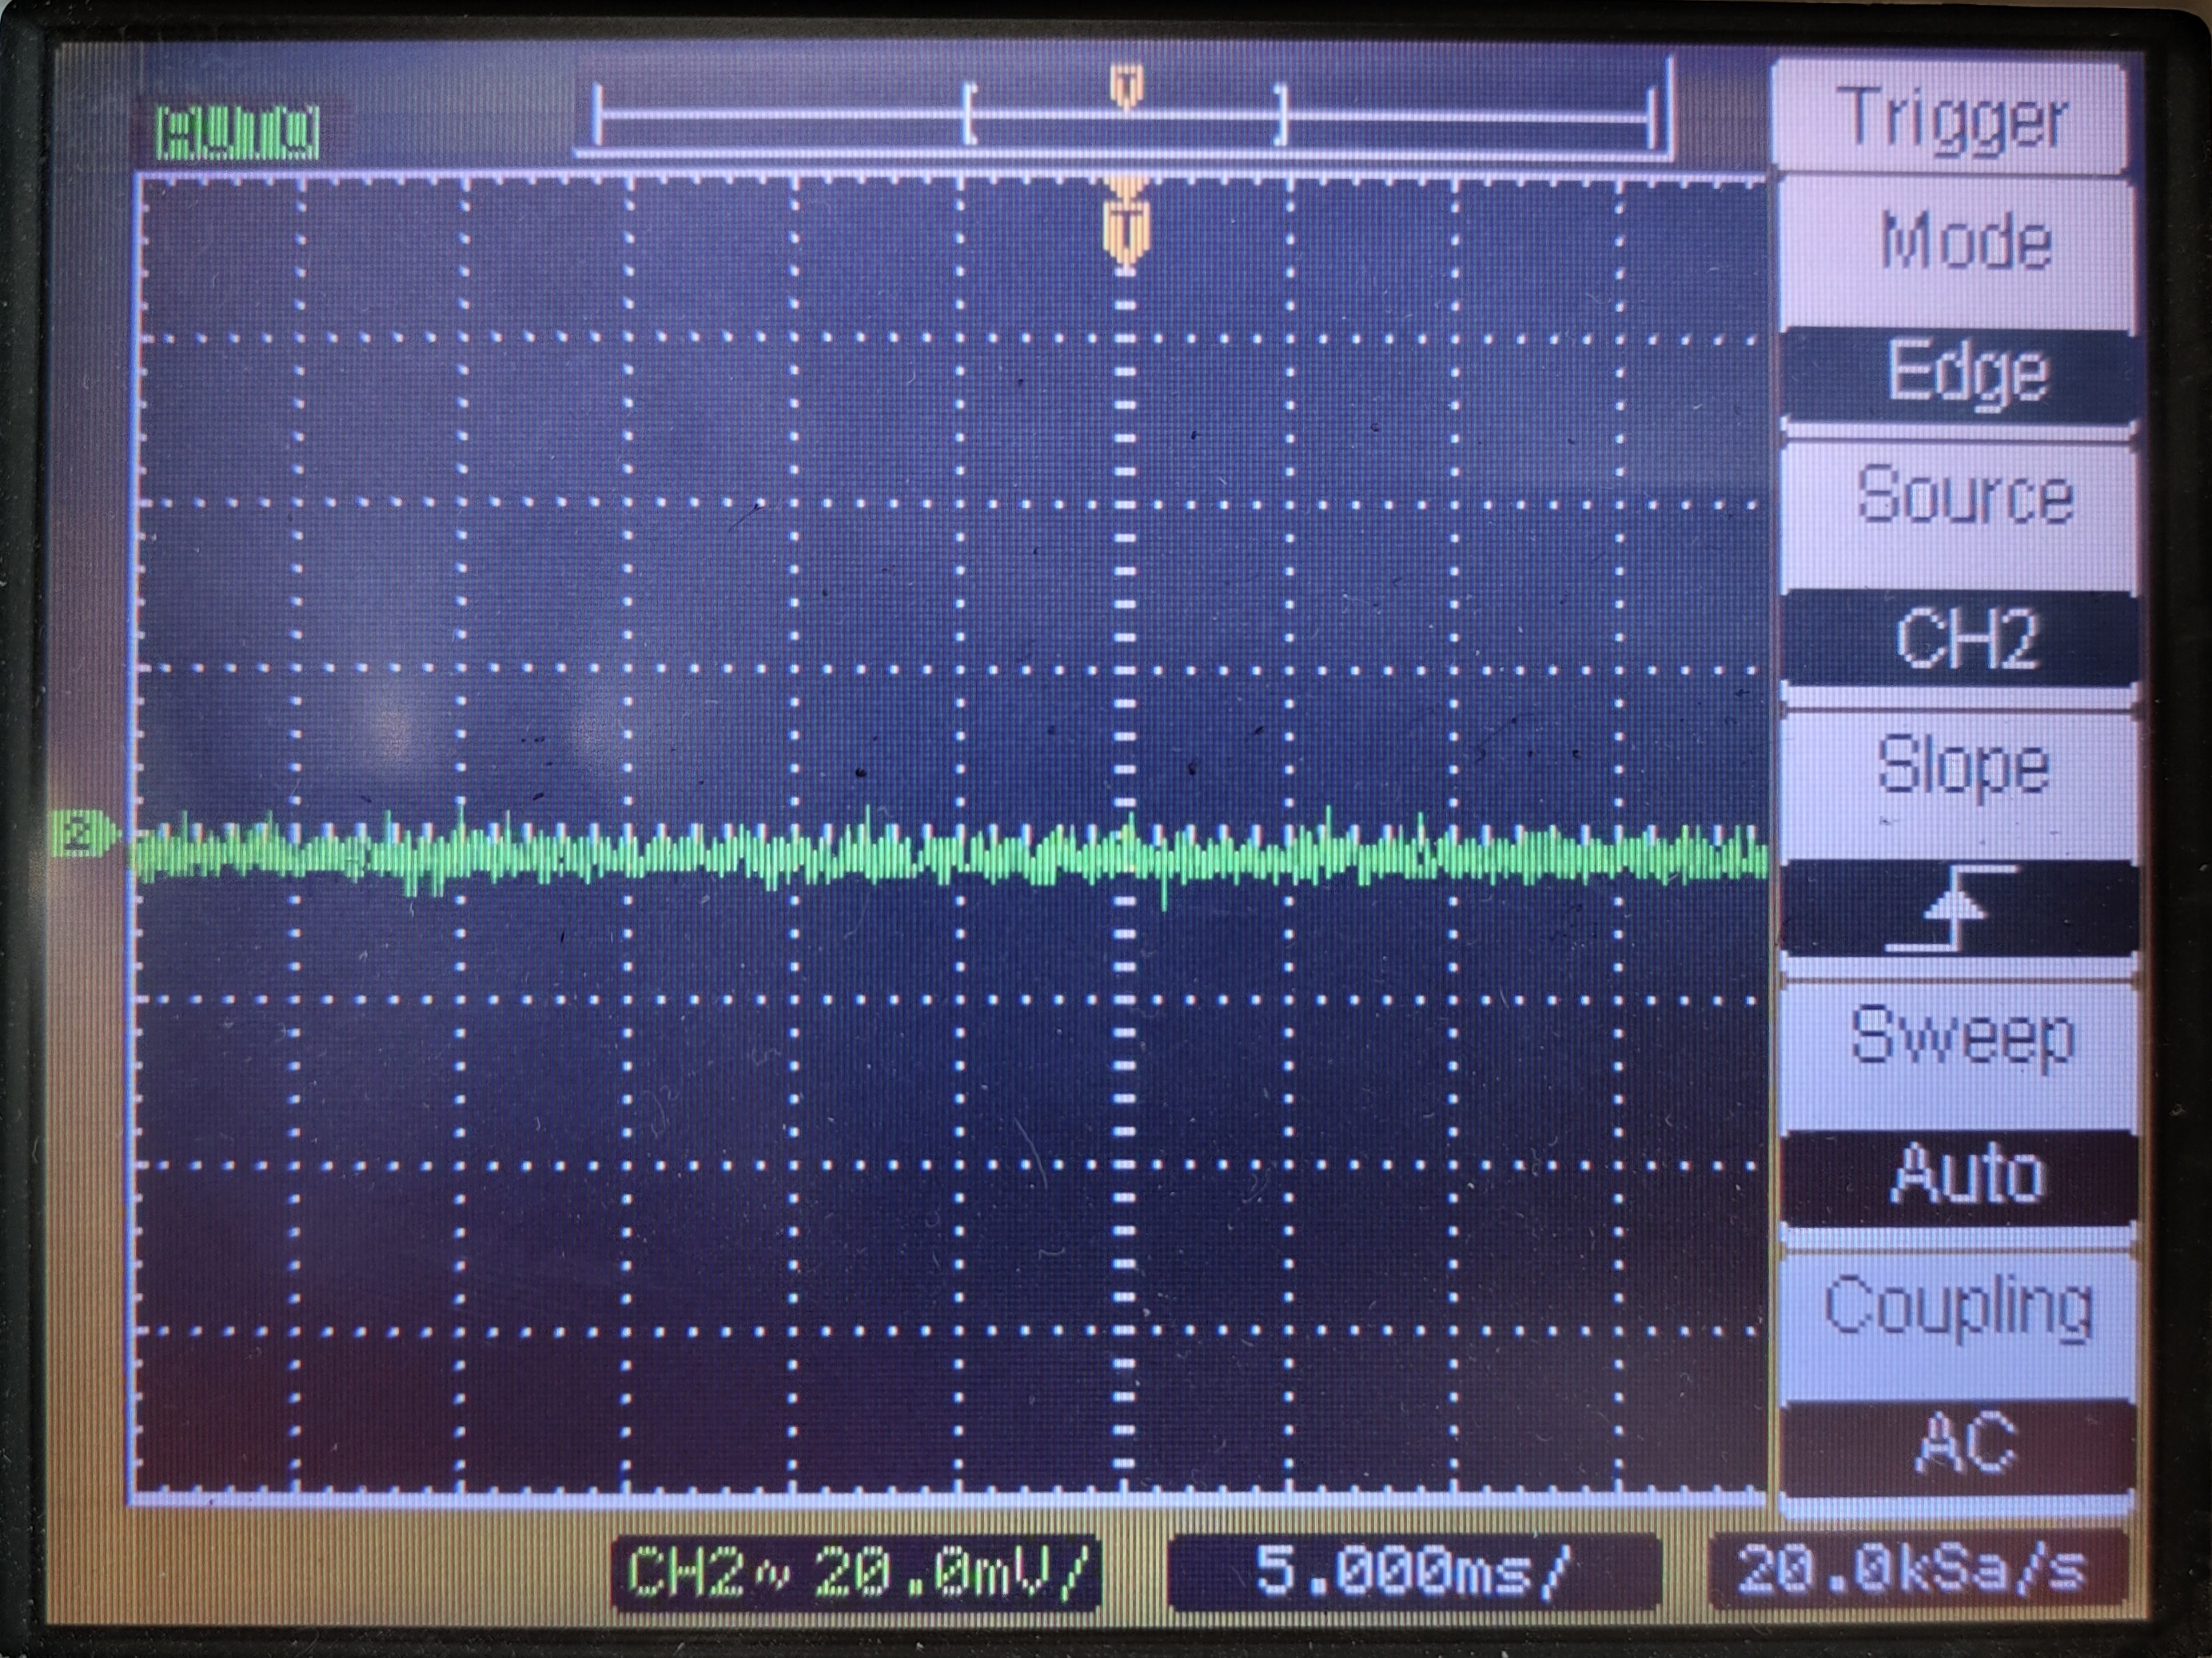 AUTO
T
Trigger
T
Mode
Edge
Source
CH2
Slope
2
Sweep
Auto
Coupling
AC
CH2~ 20.0mV/ 5.000ms/ 20.0kSa/s